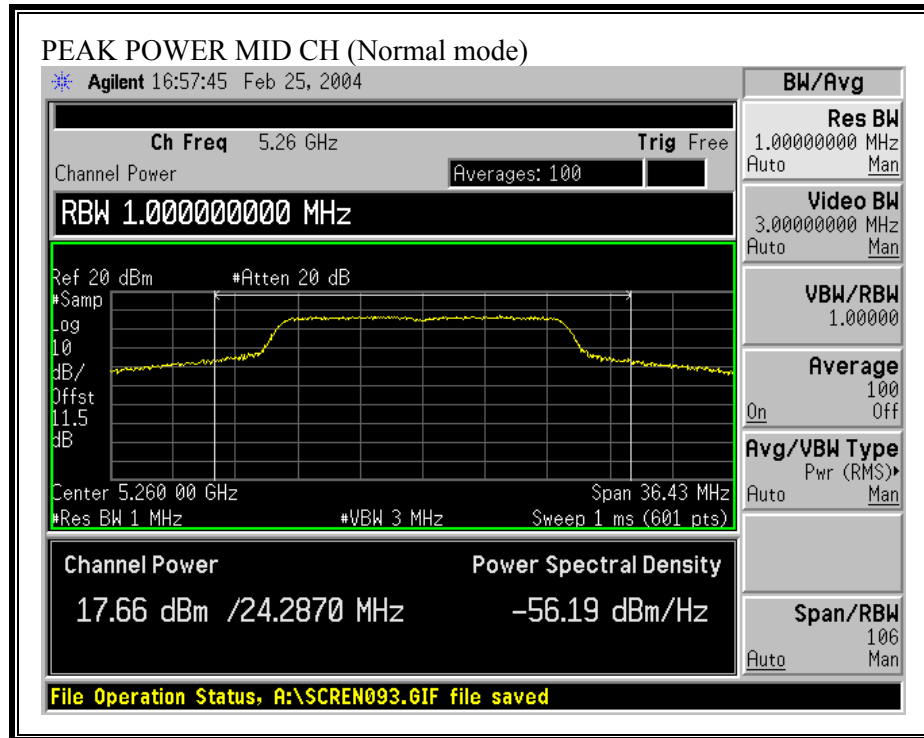 PEAK POWER MID CH (Normal mode)
Agilent 16:57:45 Feb 25, 2004
BW/Avg
Ch Freq 5.26 GHz Trig Free
Channel Power Averages: 100
RBW 1.000000000 MHz
Ref 20 dBm #Atten 20 dB
#Samp
Log
10
dB/
Offst
11.5
dB
Center 5.260 00 GHz Span 36.43 MHz
#Res BW 1 MHz #VBW 3 MHz Sweep 1 ms (601 pts)
Channel Power Power Spectral Density
17.66 dBm /24.2870 MHz -56.19 dBm/Hz
Res BW
1.00000000 MHz
Auto Man
Video BW
3.00000000 MHz
Auto Man
VBW/RBW
1.00000
Average
100
On Off
Avg/VBW Type
Pwr (RMS)▸
Auto Man
Span/RBW
106
Auto Man
File Operation Status, A:\SCREN093.GIF file saved